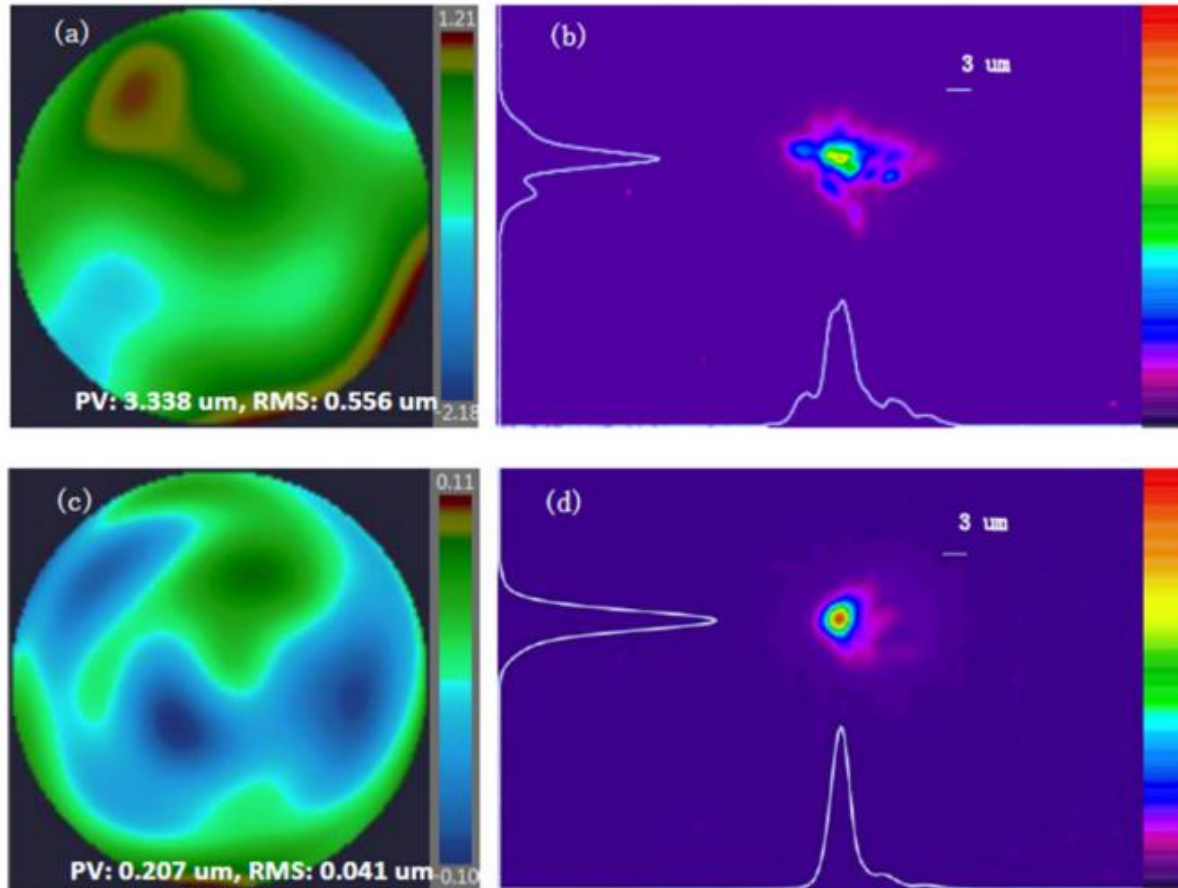 (a)
1.21
PV: 3.338 um, RMS: 0.556 um
-2.18
(b)
3 um
(c)
0.11
PV: 0.207 um, RMS: 0.041 um
-0.10
(d)
3 um